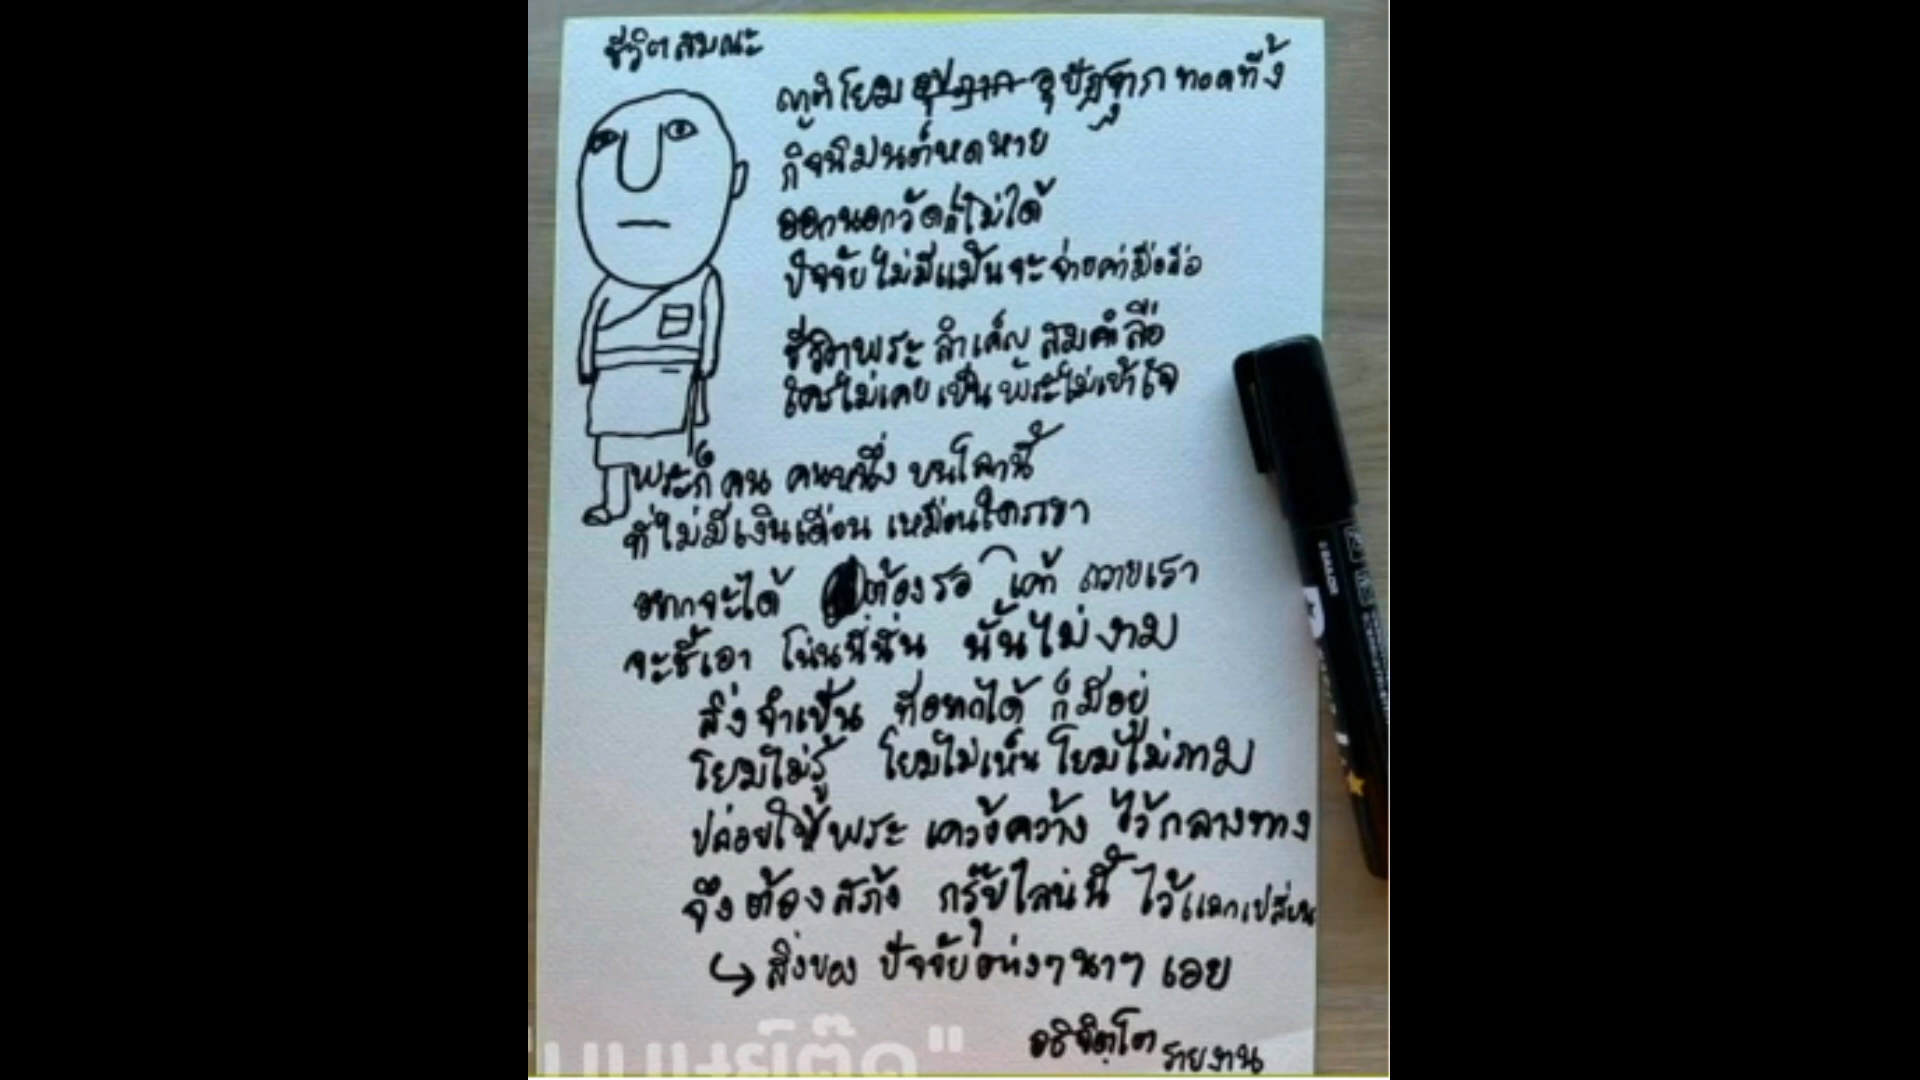 ชีวิตสมณะ
ญาติโยม อุปัฏฐาก ทอดทิ้ง
กิจนิมนต์หดหาย
ออกนอกวัดก็ไม่ได้
ปัจจัยไม่มีแม้นจะจ่ายค่ามือถือ
ชีวิตพระ ลำเค็ญ สมคำลือ
ใครไม่เคยเป็นพระไม่เข้าใจ
พระก็คน คนหนึ่ง บนโลกนี้
ที่ไม่มีเงินเดือน เหมือนใครเขา
อยากจะได้ ต้องรอ เค้า ถวายเรา
จะชี้เอา โน่นนี่นั่น นั้นไม่งาม
สิ่งจำเป็น ที่อยากได้ ก็มีอยู่
โยมไม่รู้ โยมไม่เห็น โยมไม่ถาม
ปล่อยให้พระ เคว้งคว้าง ไว้กลางทาง
จึงต้องสร้าง กรุ๊ปไลน์นี้ ไว้แลกเปลี่ยน
↪ สิ่งของ ปัจจัยต่างๆนาๆ เอย
อธิจิตฺโต รายงาน
"มนุษย์ตุ๊ด"